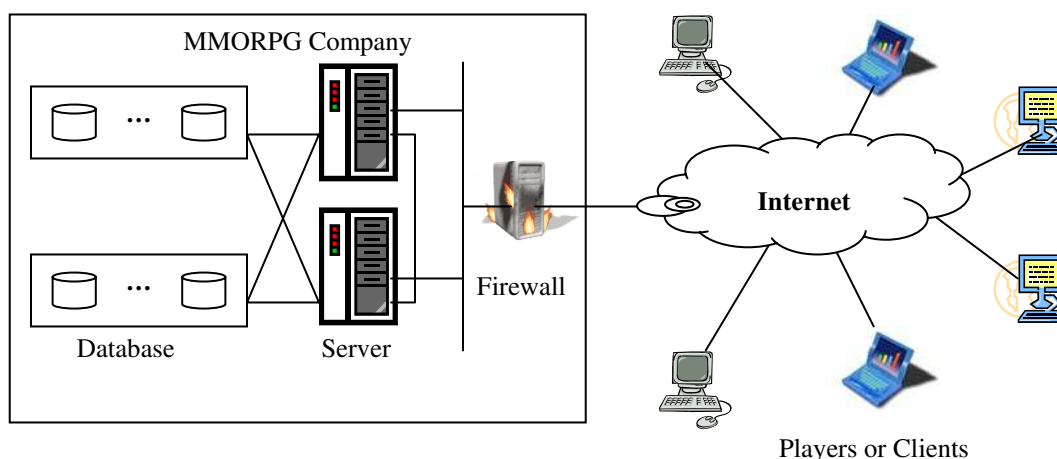 MMORPG Company
...
...
Internet
Firewall
Database
Server
Players or Clients